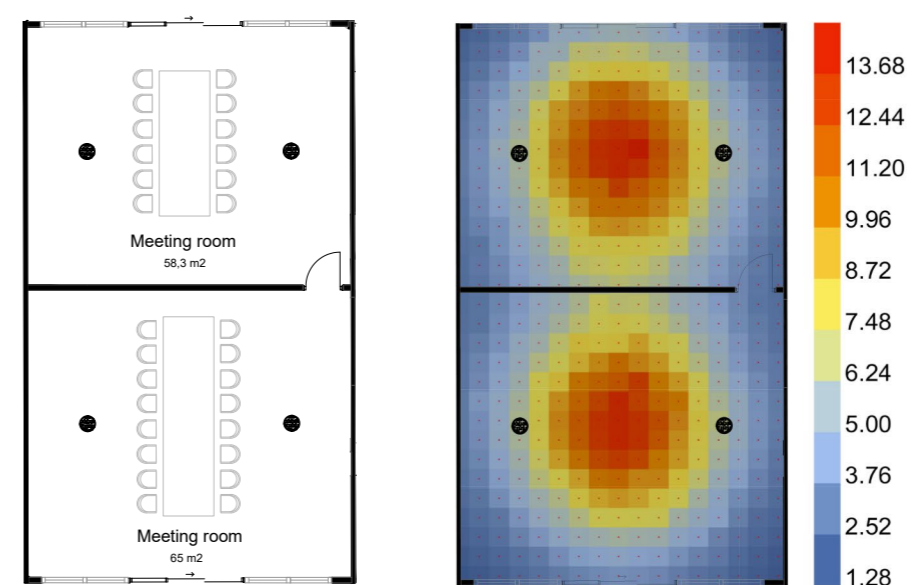 Meeting room
58,3 m2
Meeting room
65 m2
13.68
12.44
11.20
9.96
8.72
7.48
6.24
5.00
3.76
2.52
1.28